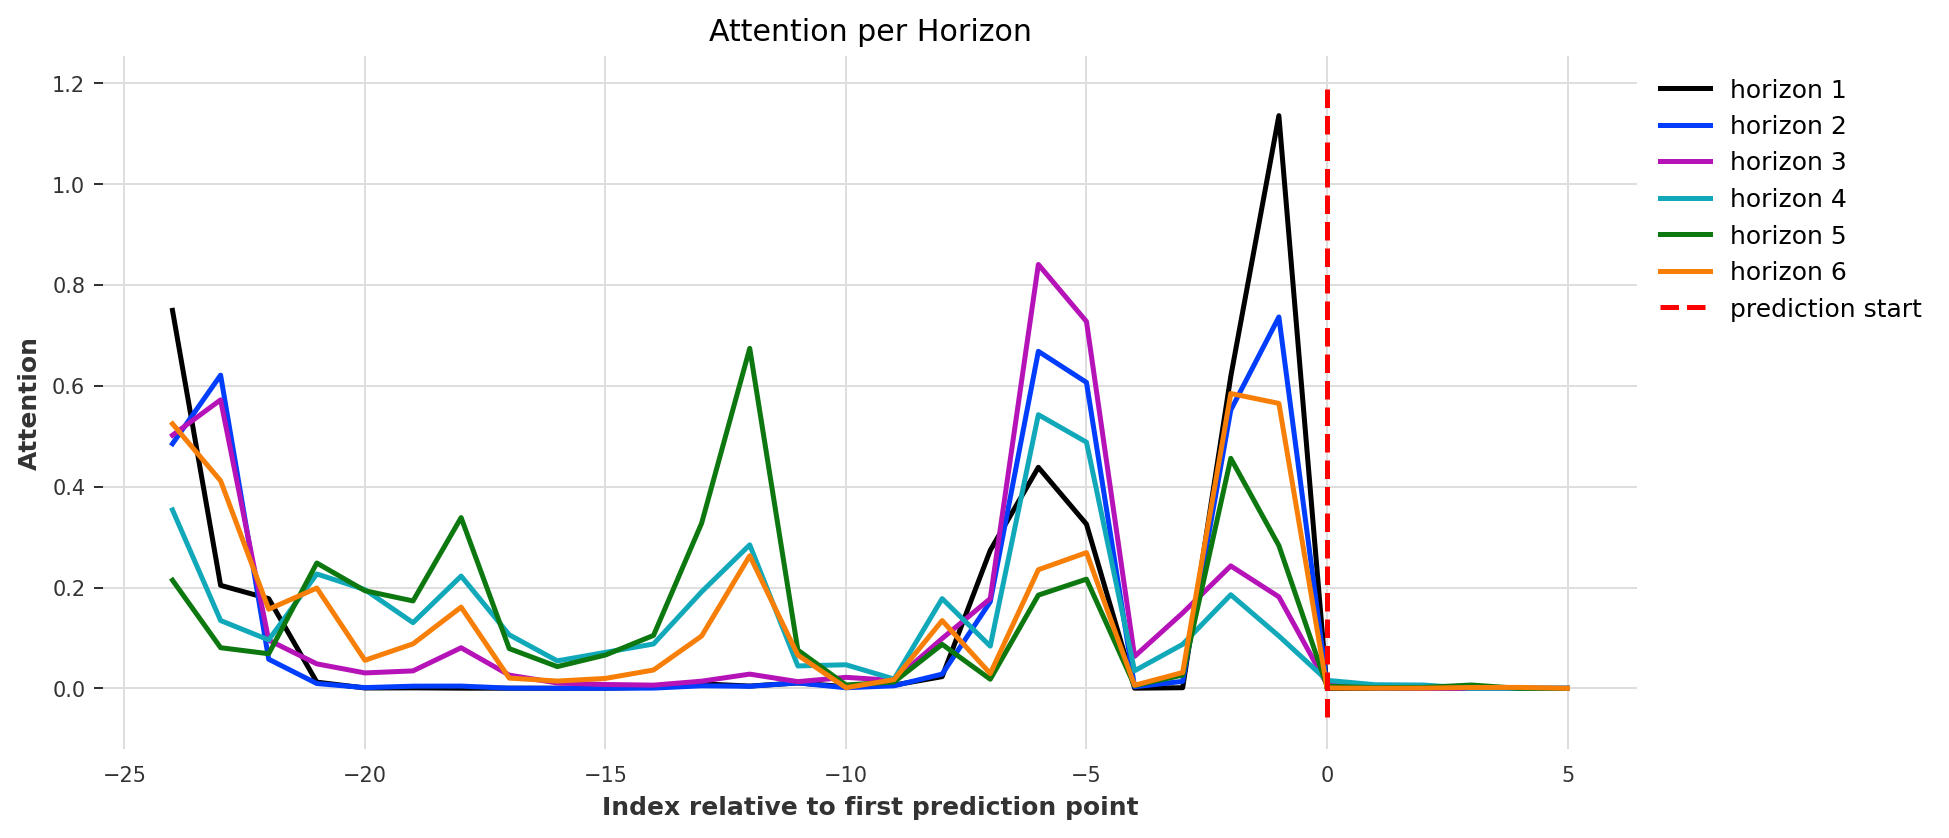 Attention per Horizon
1.2
1.0
0.8
0.6
0.4
0.2
0.0
Attention
−25
−20
−15
−10
−5
0
5
Index relative to first prediction point
horizon 1
horizon 2
horizon 3
horizon 4
horizon 5
horizon 6
prediction start